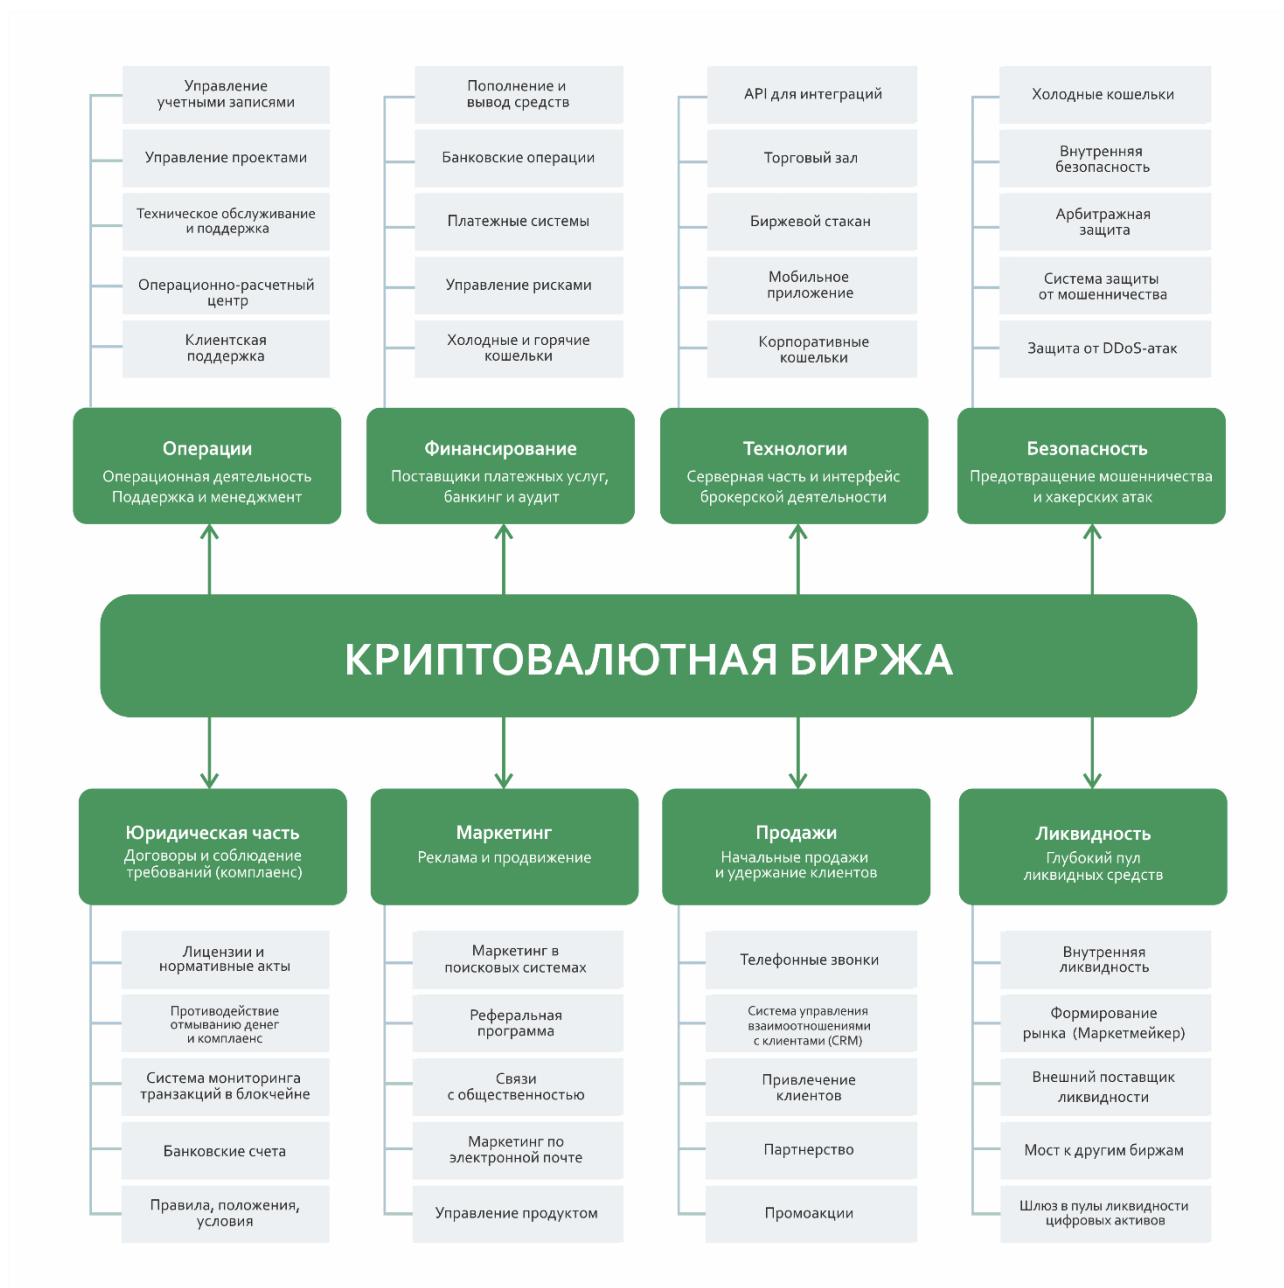 Управление
учетными записями
Управление проектами
Техническое обслуживание
и поддержка
Операционно-расчетный
центр
Клиентская
поддержка
Операции
Операционная деятельность
Поддержка и менеджмент
Пополнение и
вывод средств
Банковские операции
Платежные системы
Управление рисками
Холодные и горячие
кошельки
Финансирование
Поставщики платежных услуг,
банкинг и аудит
API для интеграций
Торговый зал
Биржевой стакан
Мобильное
приложение
Корпоративные
кошельки
Технологии
Серверная часть и интерфейс
брокерской деятельности
Холодные кошельки
Внутренняя
безопасность
Арбитражная
защита
Система защиты
от мошенничества
Защита от DDoS-атак
Безопасность
Предотвращение мошенничества
и хакерских атак
КРИПТОВАЛЮТНАЯ БИРЖА
Юридическая часть
Договоры и соблюдение
требований (комплаенс)
Лицензии и
нормативные акты
Противодействие
отмыванию денег
и комплаенс
Система мониторинга
транзакций в блокчейне
Банковские счета
Правила, положения,
условия
Маркетинг
Реклама и продвижение
Маркетинг в
поисковых системах
Реферальная
программа
Связи
с общественностью
Маркетинг по
электронной почте
Управление продуктом
Продажи
Начальные продажи
и удержание клиентов
Телефонные звонки
Система управления
взаимоотношениями
с клиентами (CRM)
Привлечение
клиентов
Партнерство
Промоакции
Ликвидность
Глубокий пул
ликвидных средств
Внутренняя
ликвидность
Формирование
рынка (Маркетмейкер)
Внешний поставщик
ликвидности
Мост к другим биржам
Шлюз в пулы ликвидности
цифровых активов